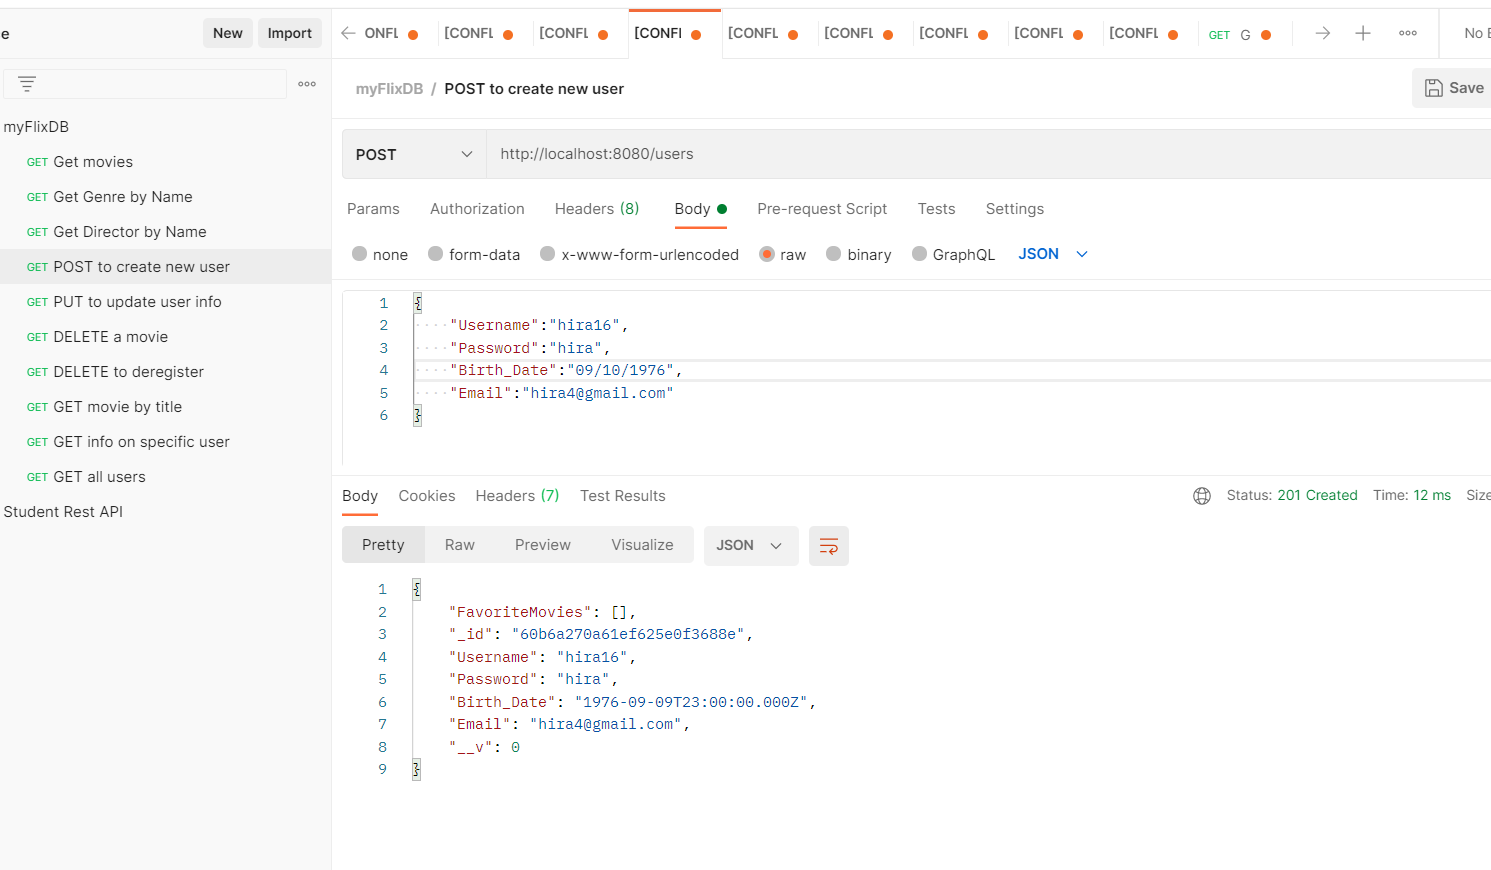 e
New Import
ONFL [CONFL [CONFL [CONFI [CONFL [CONFL [CONFL [CONFL [CONFL GET G No E
myFlixDB / POST to create new user
Save
myFlixDB
GET Get movies
GET Get Genre by Name
GET Get Director by Name
GET POST to create new user
GET PUT to update user info
GET DELETE a movie
GET DELETE to deregister
GET GET movie by title
GET GET info on specific user
GET GET all users
Student Rest API
POST http://localhost:8080/users
Params Authorization Headers (8) Body Pre-request Script Tests Settings
none form-data x-www-form-urlencoded raw binary GraphQL JSON
1 {
2 ····"Username":"hira16",
3 ····"Password":"hira",
4 ····"Birth_Date":"09/10/1976",
5 ····"Email":"hira4@gmail.com"
6 }
Body Cookies Headers (7) Test Results Status: 201 Created Time: 12 ms Size
Pretty Raw Preview Visualize JSON
1 {
2 "FavoriteMovies": [],
3 "_id": "60b6a270a61ef625e0f3688e",
4 "Username": "hira16",
5 "Password": "hira",
6 "Birth_Date": "1976-09-09T23:00:00.000Z",
7 "Email": "hira4@gmail.com",
8 "__v": 0
9 }